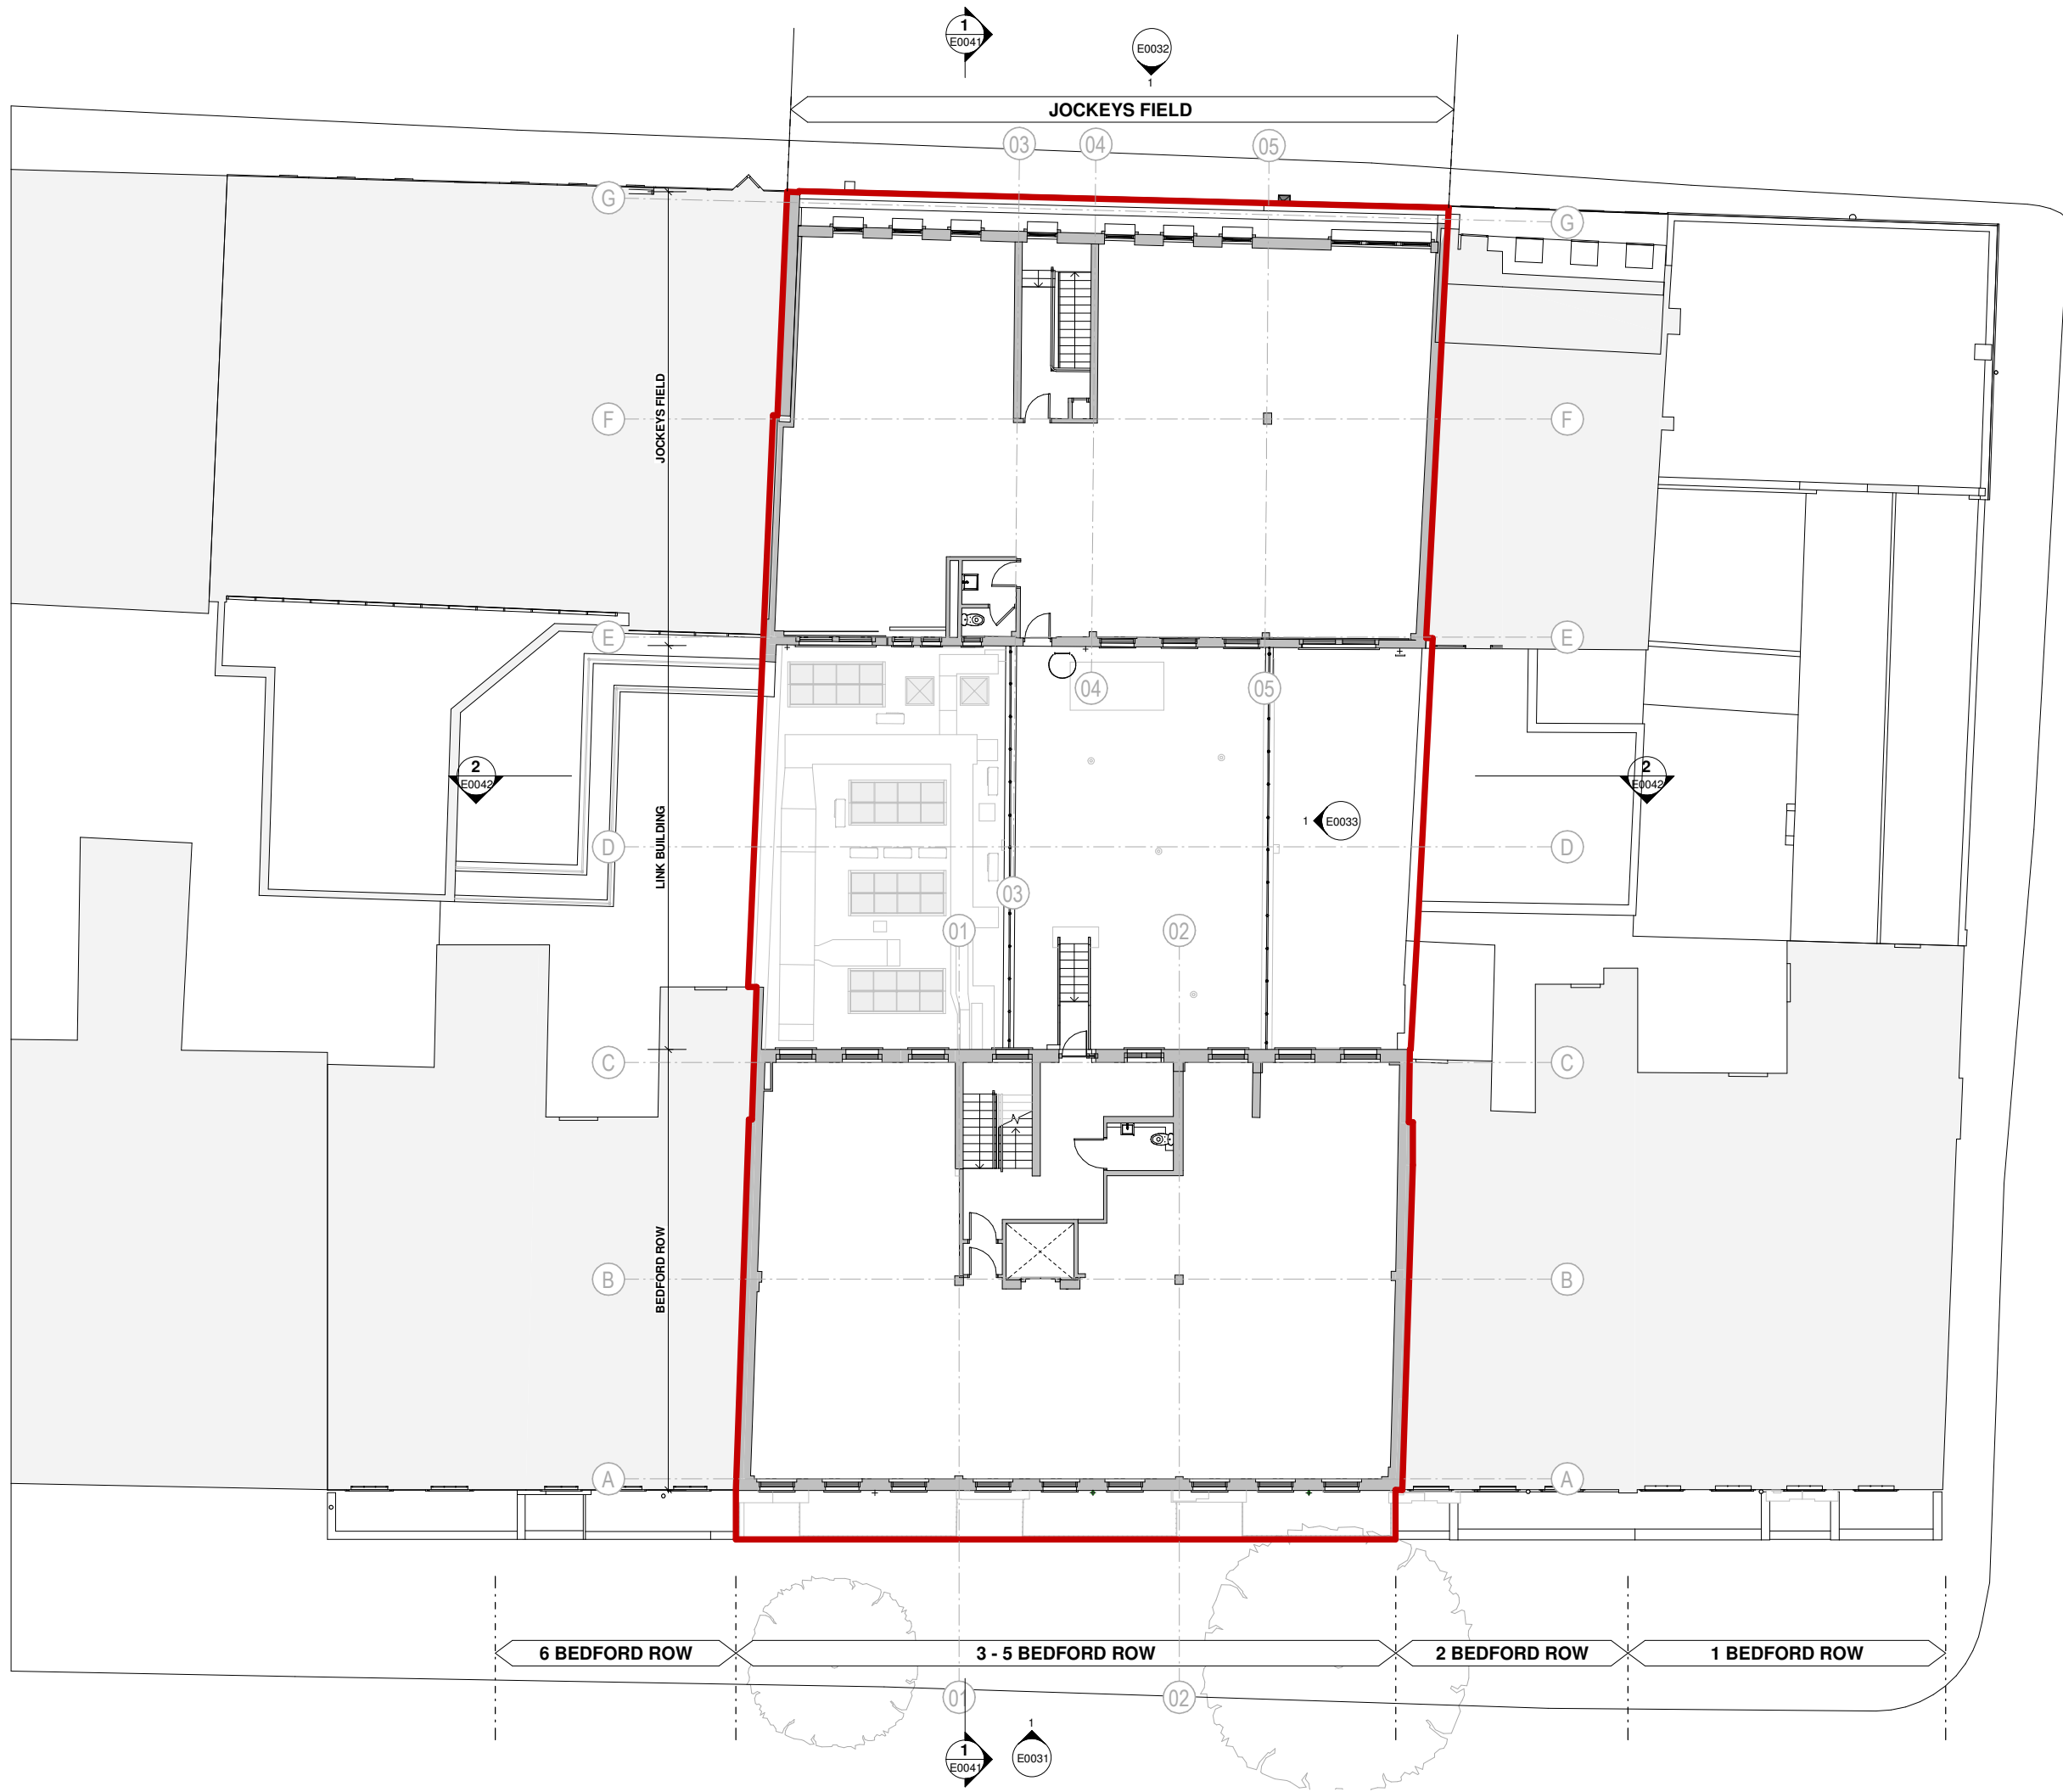 1
E0041
E0032
1
JOCKEYS FIELD
03
04
05
G
G
JOCKEYS FIELD
F
F
E
E
04
05
2
E0042
2
E0042
1
E0033
LINK BUILDING
D
D
03
01
02
C
C
BEDFORD ROW
B
B
A
A
6 BEDFORD ROW
3 - 5 BEDFORD ROW
2 BEDFORD ROW
1 BEDFORD ROW
01
02
1
E0041
1
E0031